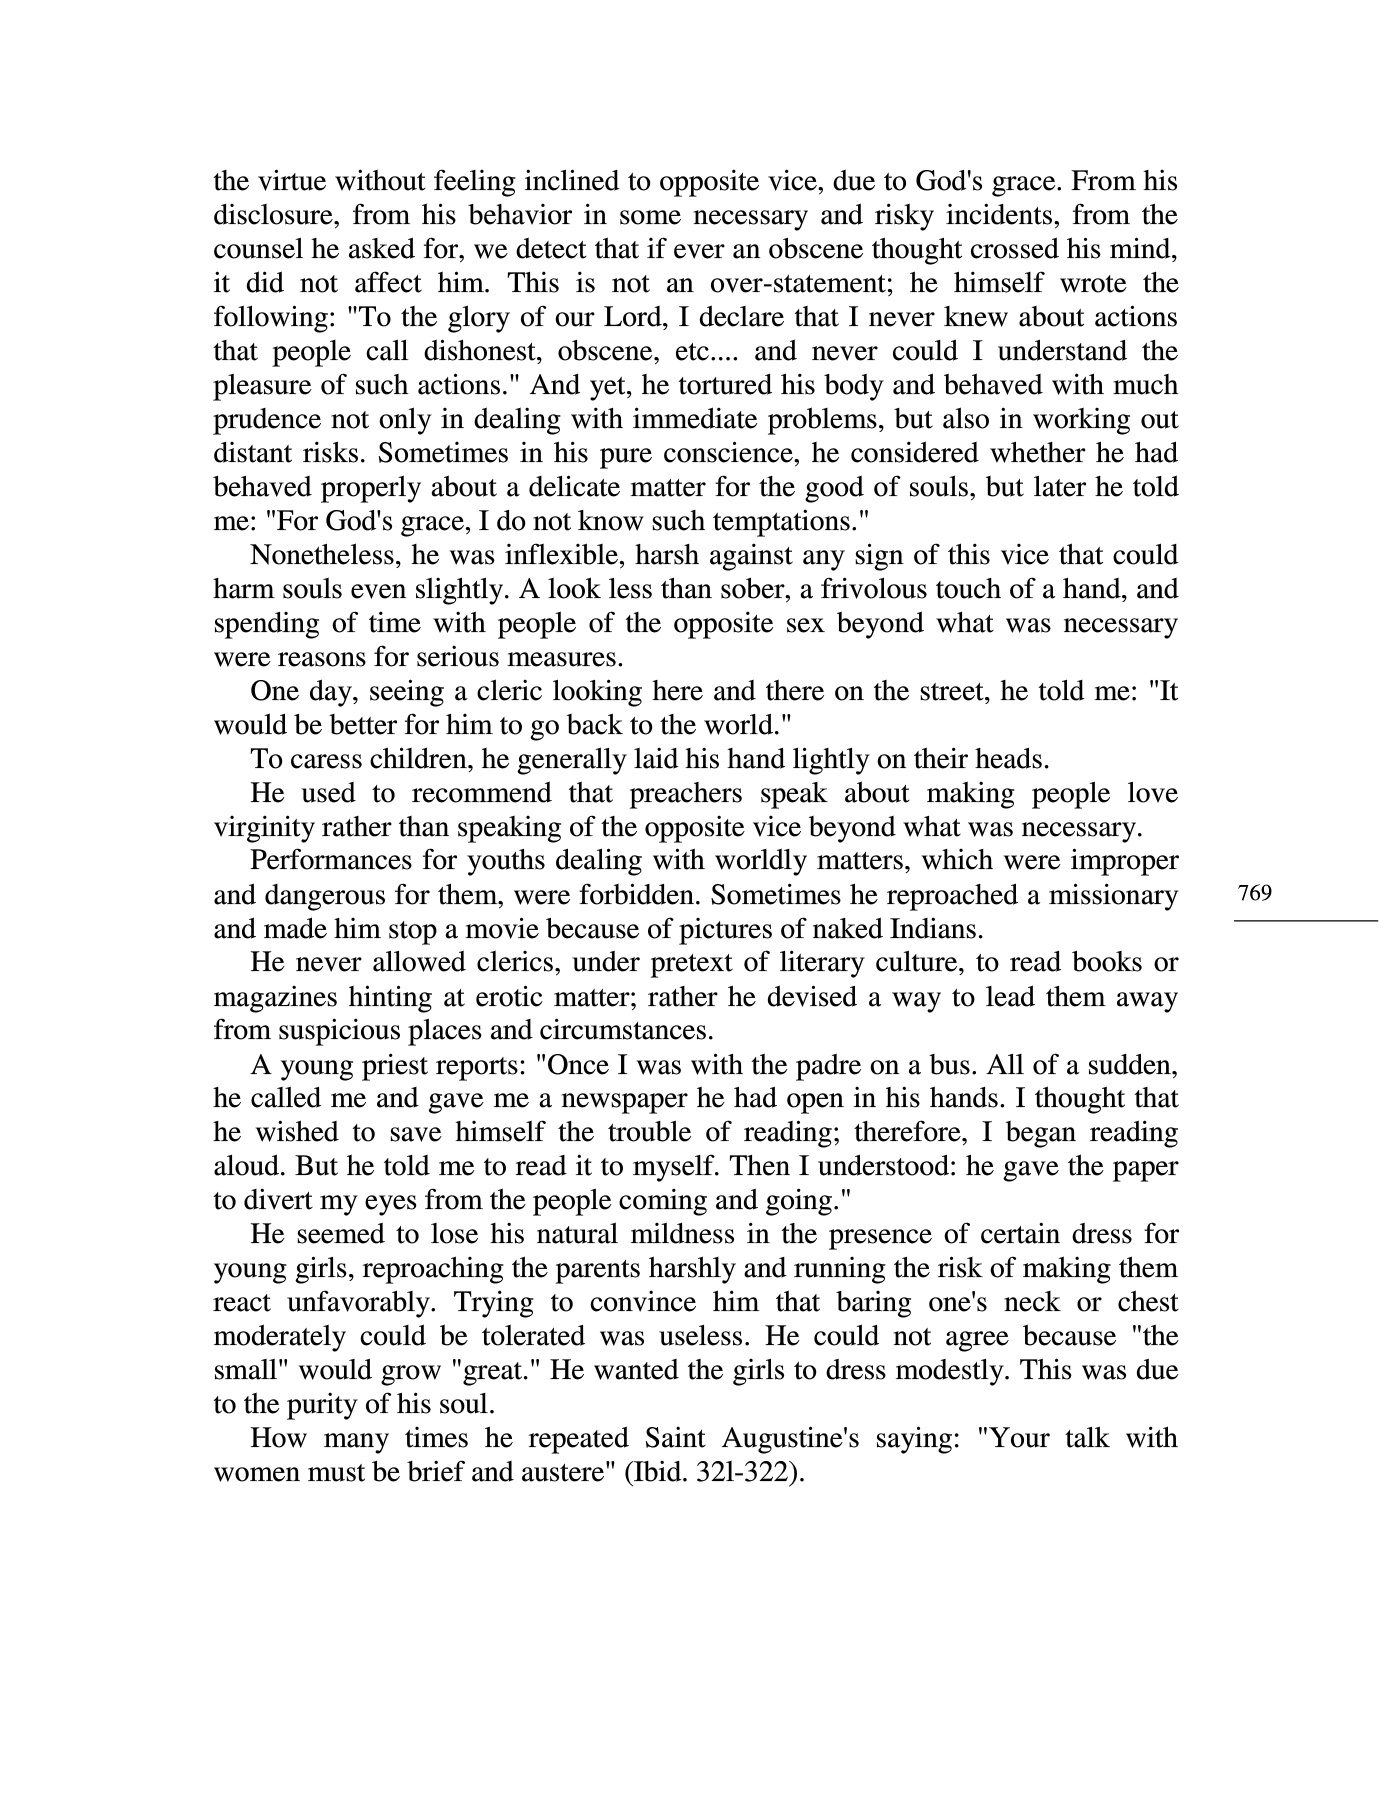 the virtue without feeling inclined to opposite vice, due to God's grace. From his
disclosure, from his behavior in some necessary and risky incidents, from the
counsel he asked for, we detect that if ever an obscene thought crossed his mind,
it did not affect him. This is not an over-statement; he himself wrote the
following: "To the glory of our Lord, I declare that I never knew about actions
that people call dishonest, obscene, etc.... and never could I understand the
pleasure of such actions." And yet, he tortured his body and behaved with much
prudence not only in dealing with immediate problems, but also in working out
distant risks. Sometimes in his pure conscience, he considered whether he had
behaved properly about a delicate matter for the good of souls, but later he told
me: "For God's grace, I do not know such temptations."
Nonetheless, he was inflexible, harsh against any sign of this vice that could
harm souls even slightly. A look less than sober, a frivolous touch of a hand, and
spending of time with people of the opposite sex beyond what was necessary
were reasons for serious measures.
One day, seeing a cleric looking here and there on the street, he told me: "It
would be better for him to go back to the world."
To caress children, he generally laid his hand lightly on their heads.
He used to recommend that preachers speak about making people love
virginity rather than speaking of the opposite vice beyond what was necessary.
Performances for youths dealing with worldly matters, which were improper
and dangerous for them, were forbidden. Sometimes he reproached a missionary
and made him stop a movie because of pictures of naked Indians.
He never allowed clerics, under pretext of literary culture, to read books or
magazines hinting at erotic matter; rather he devised a way to lead them away
from suspicious places and circumstances.
A young priest reports: "Once I was with the padre on a bus. All of a sudden,
he called me and gave me a newspaper he had open in his hands. I thought that
he wished to save himself the trouble of reading; therefore, I began reading
aloud. But he told me to read it to myself. Then I understood: he gave the paper
to divert my eyes from the people coming and going."
He seemed to lose his natural mildness in the presence of certain dress for
young girls, reproaching the parents harshly and running the risk of making them
react unfavorably. Trying to convince him that baring one's neck or chest
moderately could be tolerated was useless. He could not agree because "the
small" would grow "great." He wanted the girls to dress modestly. This was due
to the purity of his soul.
How many times he repeated Saint Augustine's saying: "Your talk with
women must be brief and austere" (Ibid. 32l-322).
769